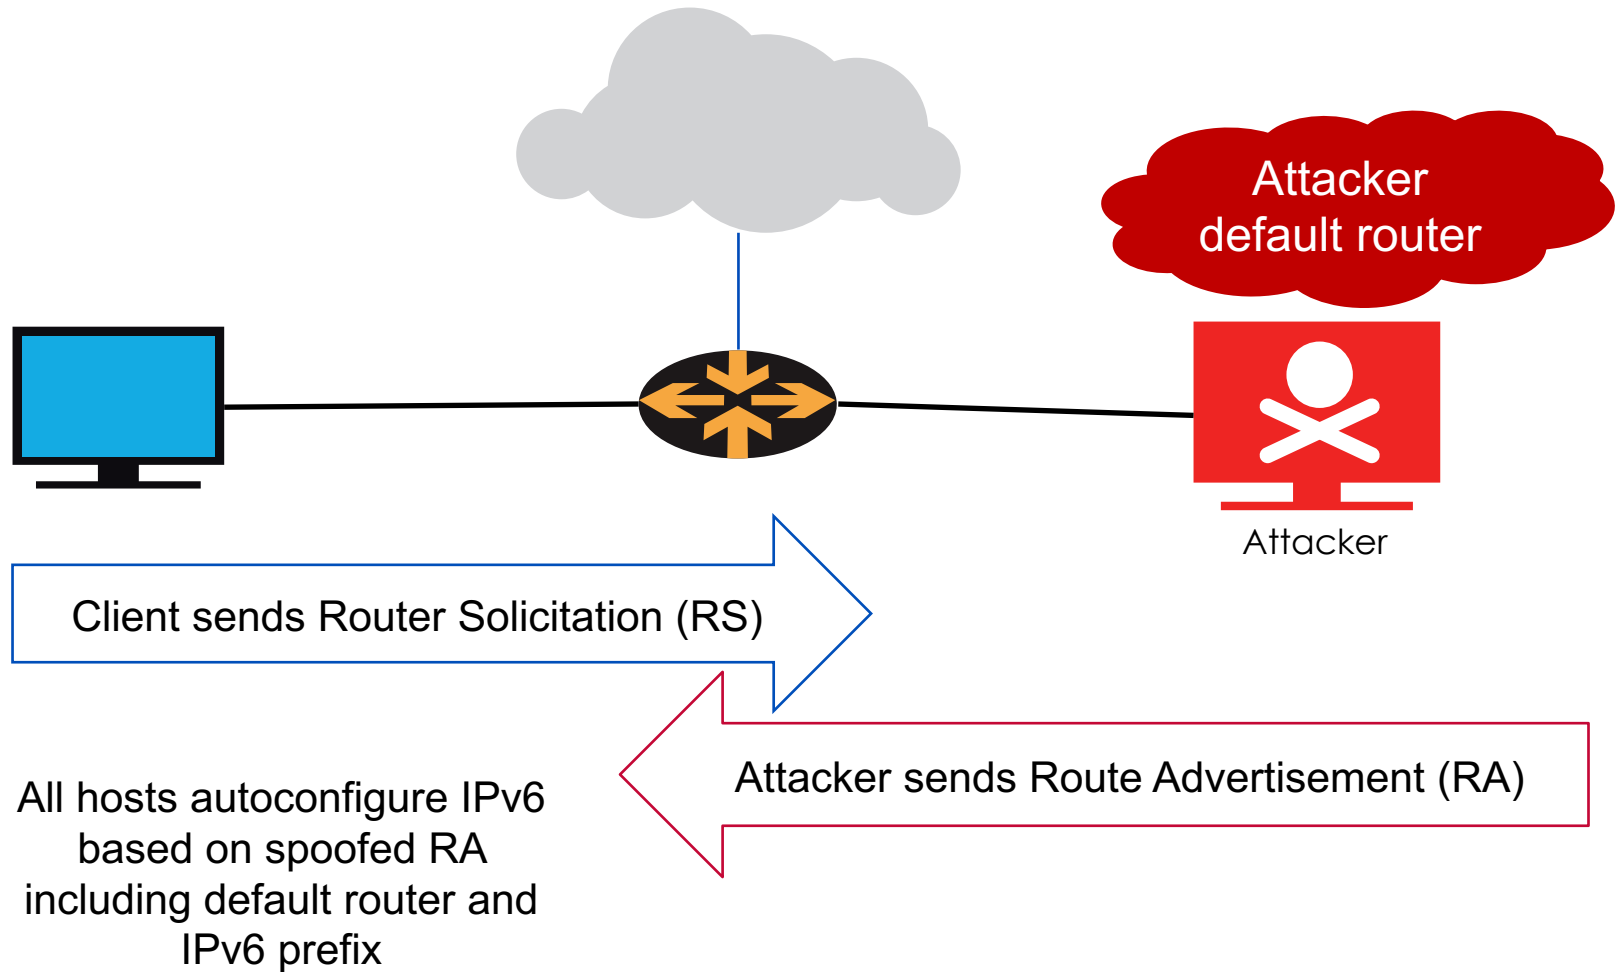 Attacker
default router
Attacker
Client sends Router Solicitation (RS)
Attacker sends Route Advertisement (RA)
All hosts autoconfigure IPv6
based on spoofed RA
including default router and
IPv6 prefix